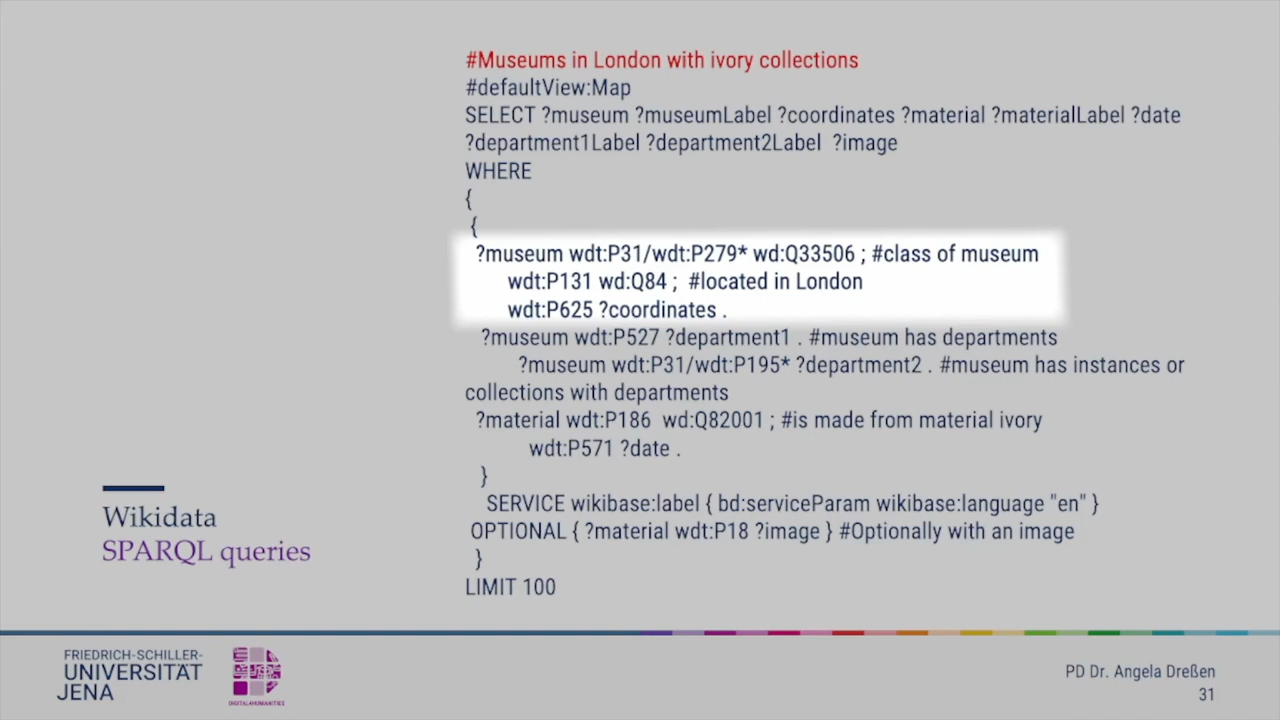 #Museums in London with ivory collections
#defaultView:Map
SELECT ?museum ?museumLabel ?coordinates ?material ?materialLabel ?date
?department1Label ?department2Label ?image
WHERE
{
{
?museum wdt:P31/wdt:P279* wd:Q33506 ; #class of museum
wdt:P131 wd:Q84 ; #located in London
wdt:P625 ?coordinates .
?museum wdt:P527 ?department1 . #museum has departments
?museum wdt:P31/wdt:P195* ?department2 . #museum has instances or
collections with departments
?material wdt:P186 wd:Q82001 ; #is made from material ivory
wdt:P571 ?date .
}
SERVICE wikibase:label { bd:serviceParam wikibase:language "en" }
OPTIONAL { ?material wdt:P18 ?image } #Optionally with an image
}
LIMIT 100
Wikidata
SPARQL queries
FRIEDRICH-SCHILLER-
UNIVERSITÄT
JENA
DIGITAL4HUMANITIES
PD Dr. Angela Dreßen
31